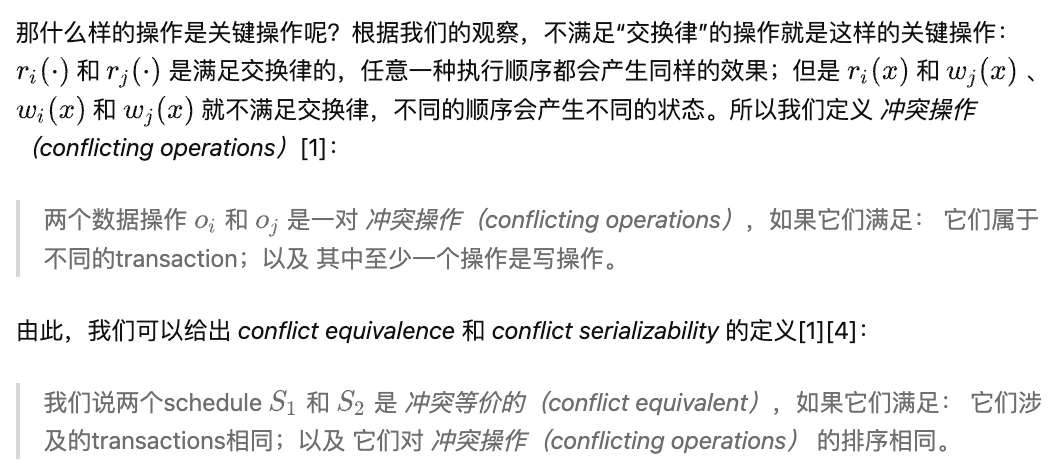 那什么样的操作是关键操作呢？根据我们的观察，不满足“交换律”的操作就是这样的关键操作：
rᵢ(·) 和 rⱼ(·) 是满足交换律的，任意一种执行顺序都会产生同样的效果；但是 rᵢ(x) 和 wⱼ(x) 、
wᵢ(x) 和 wⱼ(x) 就不满足交换律，不同的顺序会产生不同的状态。所以我们定义 冲突操作
（conflicting operations）[1]：
两个数据操作 oᵢ 和 oⱼ 是一对 冲突操作（conflicting operations），如果它们满足： 它们属于
不同的transaction；以及 其中至少一个操作是写操作。
由此，我们可以给出 conflict equivalence 和 conflict serializability 的定义[1][4]：
我们说两个schedule S₁ 和 S₂ 是 冲突等价的（conflict equivalent），如果它们满足： 它们涉
及的transactions相同；以及 它们对 冲突操作（conflicting operations） 的排序相同。